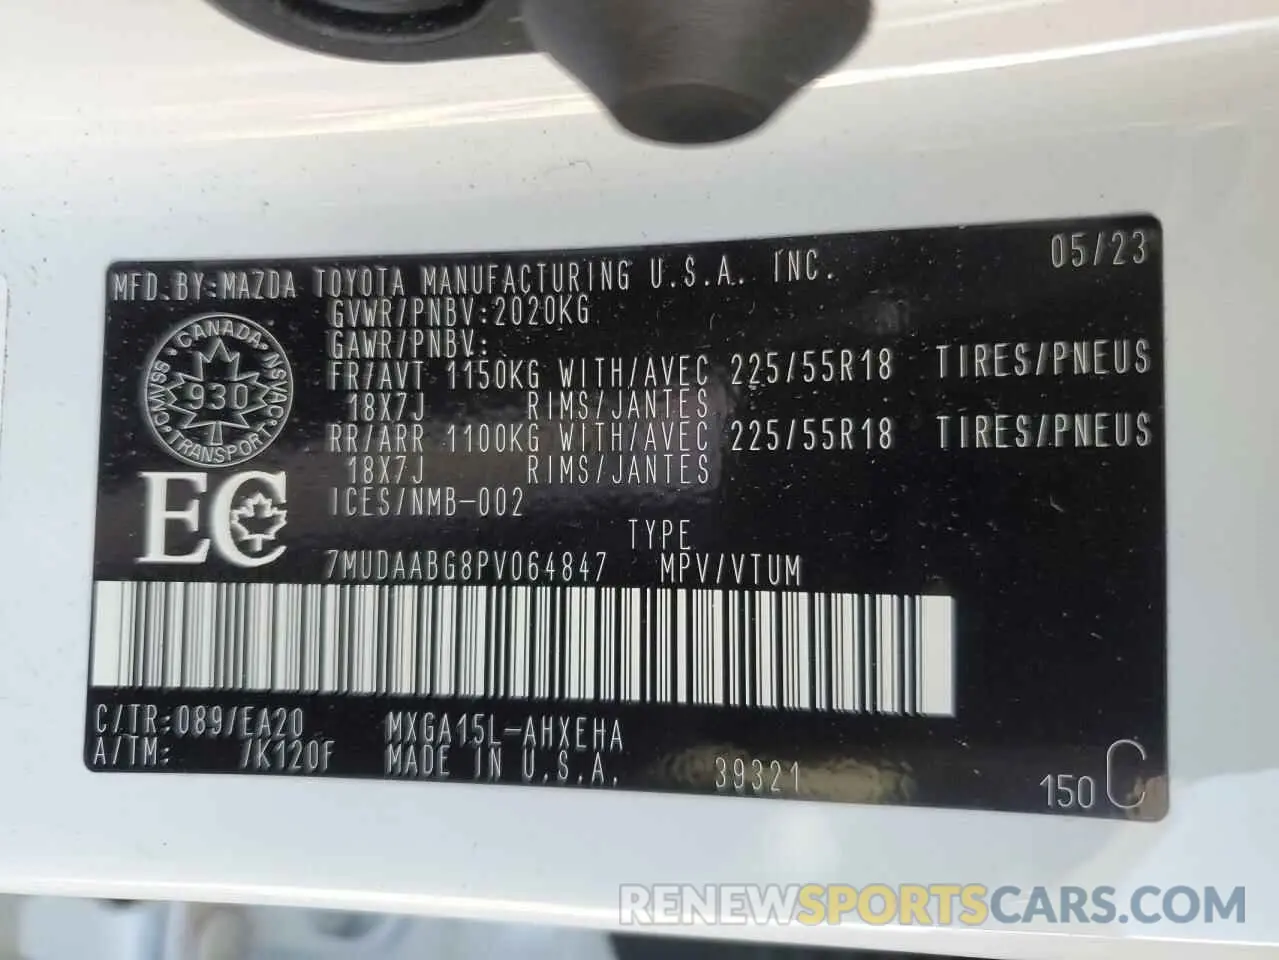 MFD.BY:MAZDA TOYOTA MANUFACTURING U.S.A. INC. 05/23
GVWR/PNBV:2020KG
GAWR/PNBV:
FR/AVT 1150KG WITH/AVEC 225/55R18 TIRES/PNEUS
18X7J RIMS/JANTES
RR/ARR 1100KG WITH/AVEC 225/55R18 TIRES/PNEUS
18X7J RIMS/JANTES
ICES/NMB-002
CANADA NSVAC
930
CMVSS TRANSPORT
EC
TYPE
7MUDAABG8PV064847 MPV/VTUM
C/TR:089/EA20 MXGA15L-AHXEHA
A/TM: /K120F MADE IN U.S.A. 39321 150 C
RENEWSPORTSCARS.COM